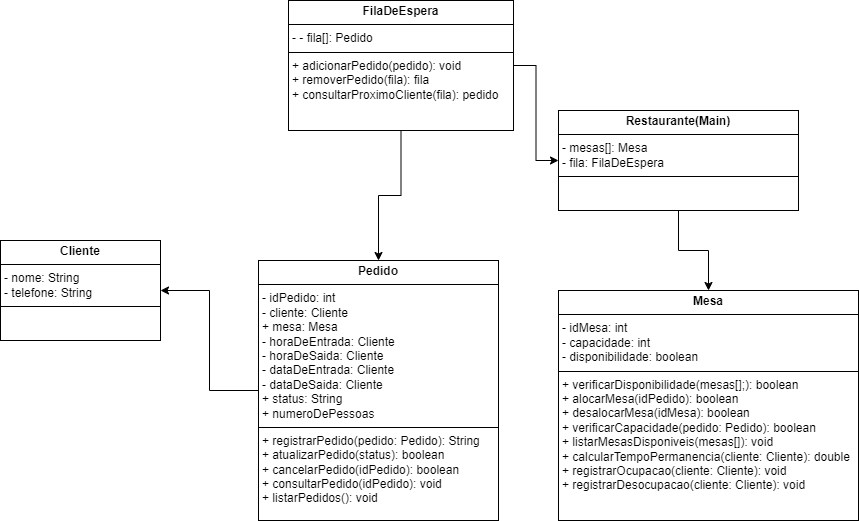 FilaDeEspera
- - fila[]: Pedido
+ adicionarPedido(pedido): void
+ removerPedido(fila): fila
+ consultarProximoCliente(fila): pedido
Restaurante(Main)
- mesas[]: Mesa
- fila: FilaDeEspera
Cliente
- nome: String
- telefone: String
Pedido
- idPedido: int
- cliente: Cliente
+ mesa: Mesa
- horaDeEntrada: Cliente
- horaDeSaida: Cliente
- dataDeEntrada: Cliente
- dataDeSaida: Cliente
+ status: String
+ numeroDePessoas
+ registrarPedido(pedido: Pedido): String
+ atualizarPedido(status): boolean
+ cancelarPedido(idPedido): boolean
+ consultarPedido(idPedido): void
+ listarPedidos(): void
Mesa
- idMesa: int
- capacidade: int
- disponibilidade: boolean
+ verificarDisponibilidade(mesas[];): boolean
+ alocarMesa(idPedido): boolean
+ desalocarMesa(idMesa): boolean
+ verificarCapacidade(pedido: Pedido): boolean
+ listarMesasDisponiveis(mesas[]): void
+ calcularTempoPermanencia(cliente: Cliente): double
+ registrarOcupacao(cliente: Cliente): void
+ registrarDesocupacao(cliente: Cliente): void